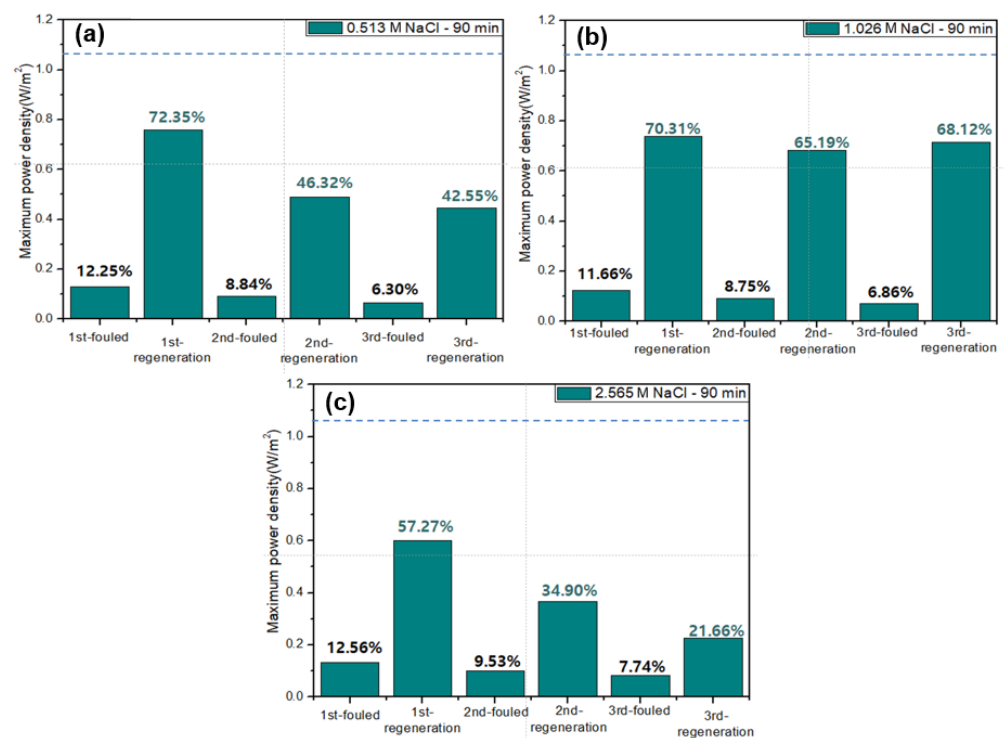 (a)
0.513 M NaCl - 90 min
Maximum power density(W/m²)
1.2
1.0
0.8
0.6
0.4
0.2
0.0
12.25%
72.35%
8.84%
46.32%
6.30%
42.55%
1st-fouled
1st-
regeneration
2nd-fouled
2nd-
regeneration
3rd-fouled
3rd-
regeneration
(b)
1.026 M NaCl - 90 min
Maximum power density(W/m²)
1.2
1.0
0.8
0.6
0.4
0.2
0.0
11.66%
70.31%
8.75%
65.19%
6.86%
68.12%
1st-fouled
1st-
regeneration
2nd-fouled
2nd-
regeneration
3rd-fouled
3rd-
regeneration
(c)
2.565 M NaCl - 90 min
Maximum power density(W/m²)
1.2
1.0
0.8
0.6
0.4
0.2
0.0
12.56%
57.27%
9.53%
34.90%
7.74%
21.66%
1st-fouled
1st-
regeneration
2nd-fouled
2nd-
regeneration
3rd-fouled
3rd-
regeneration